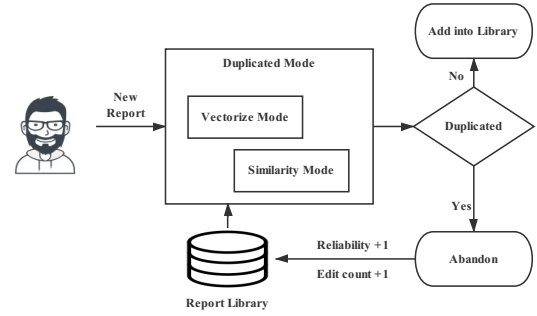 Add into Library
Duplicated Mode
No
New
Report
Vectorize Mode
Duplicated
Similarity Mode
Yes
Reliability +1
Abandon
Edit count +1
Report Library